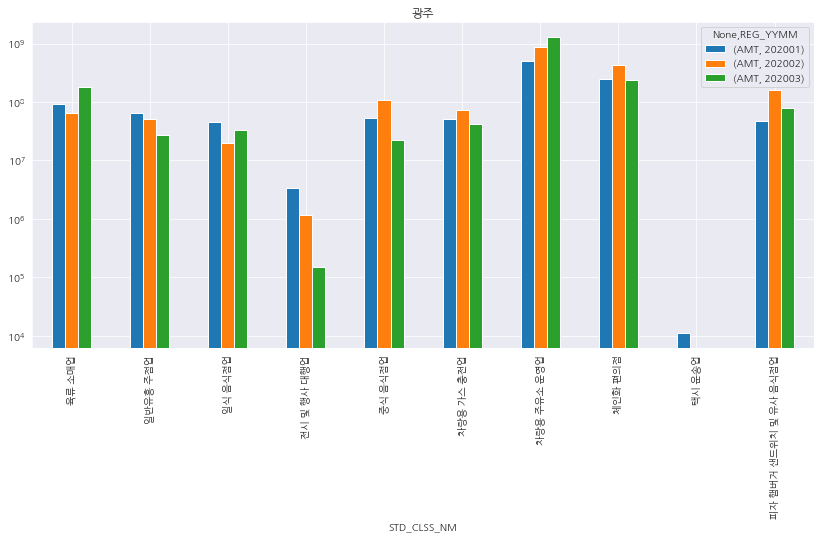 광주
None,REG_YYMM
(AMT, 202001)
(AMT, 202002)
(AMT, 202003)
10⁹
10⁸
10⁷
10⁶
10⁵
10⁴
육류 소매업
일반유흥 주점업
일식 음식점업
전시 및 행사 대행업
중식 음식점업
차량용 가스 충전업
차량용 주유소 운영업
체인화 편의점
택시 운송업
피자 햄버거 샌드위치 및 유사 음식점업
STD_CLSS_NM